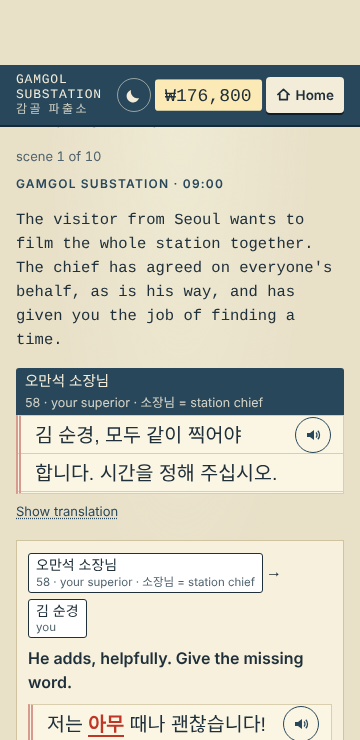 GAMGOL
SUBSTATION
감골 파출소
₩176,800
Home
scene 1 of 10
GAMGOL SUBSTATION · 09:00
The visitor from Seoul wants to
film the whole station together.
The chief has agreed on everyone's
behalf, as is his way, and has
given you the job of finding a
time.
오만석 소장님
58 · your superior · 소장님 = station chief
김 순경, 모두 같이 찍어야
합니다. 시간을 정해 주십시오.
Show translation
오만석 소장님
58 · your superior · 소장님 = station chief
→
김 순경
you
He adds, helpfully. Give the missing
word.
저는 아무 때나 괜찮습니다!